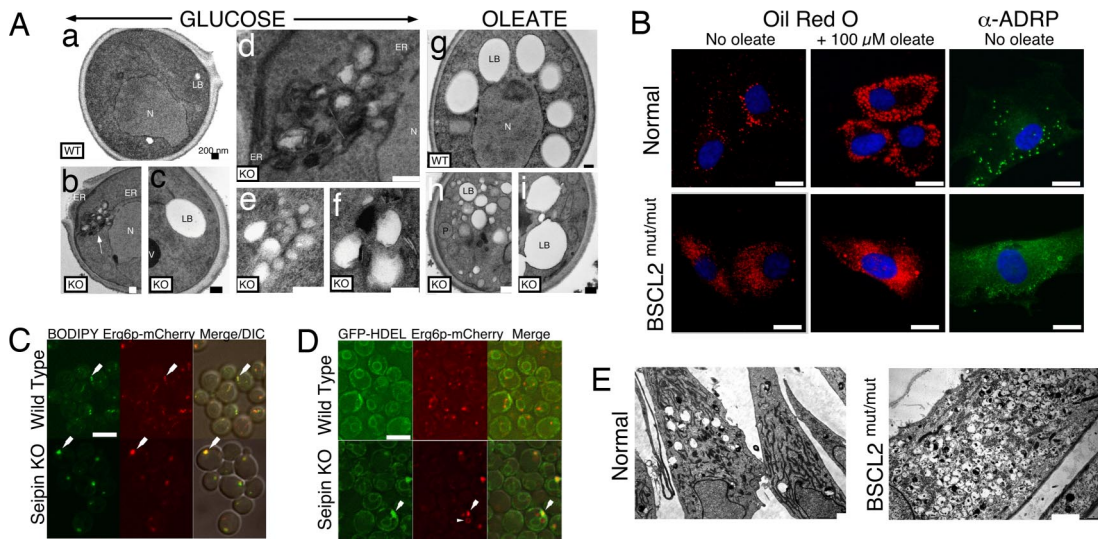 A
GLUCOSE
OLEATE
a
LB
N
WT
200 nm
b
ER
ER
N
KO
c
LB
V
KO
d
ER
N
ER
KO
e
KO
f
KO
g
LB
N
WT
h
LB
P
KO
i
LB
KO
B
Oil Red O
α-ADRP
No oleate
+ 100 µM oleate
No oleate
Normal
BSCL2 mut/mut
C
BODIPY Erg6p-mCherry Merge/DIC
Wild Type
Seipin KO
D
GFP-HDEL Erg6p-mCherry Merge
Wild Type
Seipin KO
E
Normal
BSCL2 mut/mut